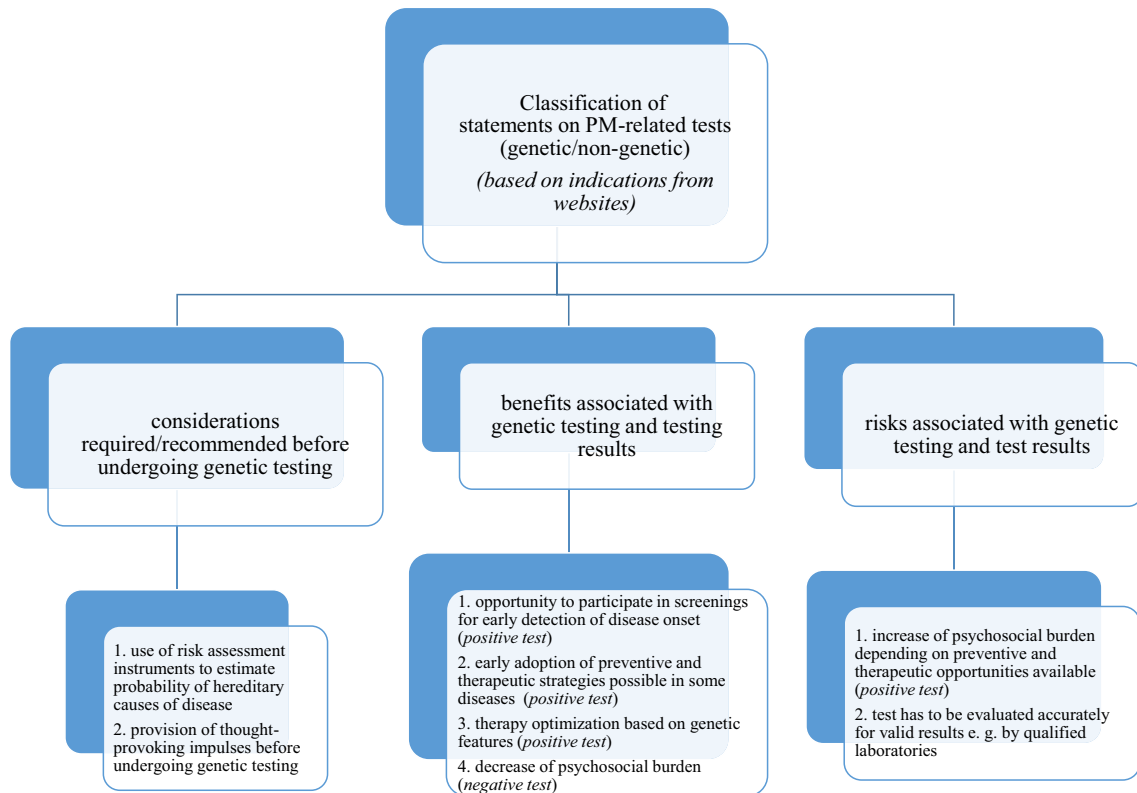 Classification of
statements on PM-related tests
(genetic/non-genetic)
(based on indications from
websites)
considerations
required/recommended before
undergoing genetic testing
benefits associated with
genetic testing and testing
results
risks associated with genetic
testing and test results
1. use of risk assessment
instruments to estimate
probability of hereditary
causes of disease
2. provision of thought-
provoking impulses before
undergoing genetic testing
1. opportunity to participate in screenings
for early detection of disease onset
(positive test)
2. early adoption of preventive and
therapeutic strategies possible in some
diseases (positive test)
3. therapy optimization based on genetic
features (positive test)
4. decrease of psychosocial burden
(negative test)
1. increase of psychosocial burden
depending on preventive and
therapeutic opportunities available
(positive test)
2. test has to be evaluated accurately
for valid results e. g. by qualified
laboratories